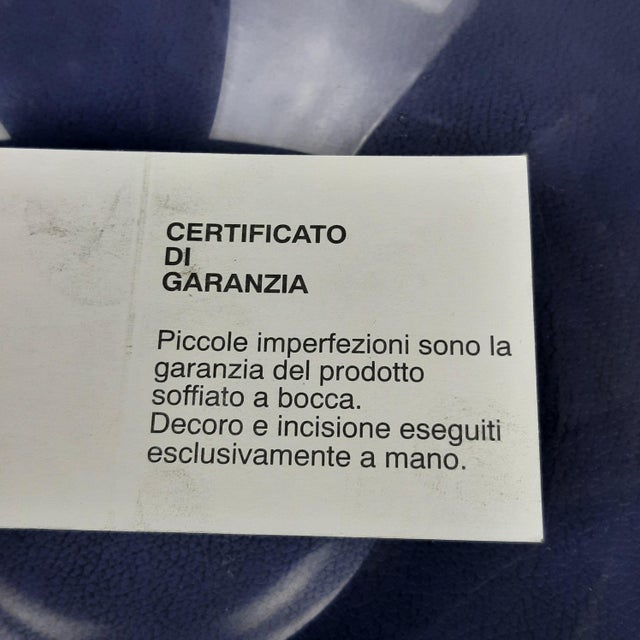 CERTIFICATO
DI
GARANZIA
Piccole imperfezioni sono la
garanzia del prodotto
soffiato a bocca.
Decoro e incisione eseguiti
esclusivamente a mano.